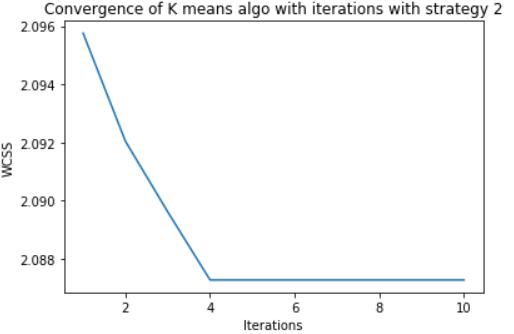 Convergence of K means algo with iterations with strategy 2
2.096
2.094
2.092
2.090
2.088
WCSS
2 4 6 8 10
Iterations